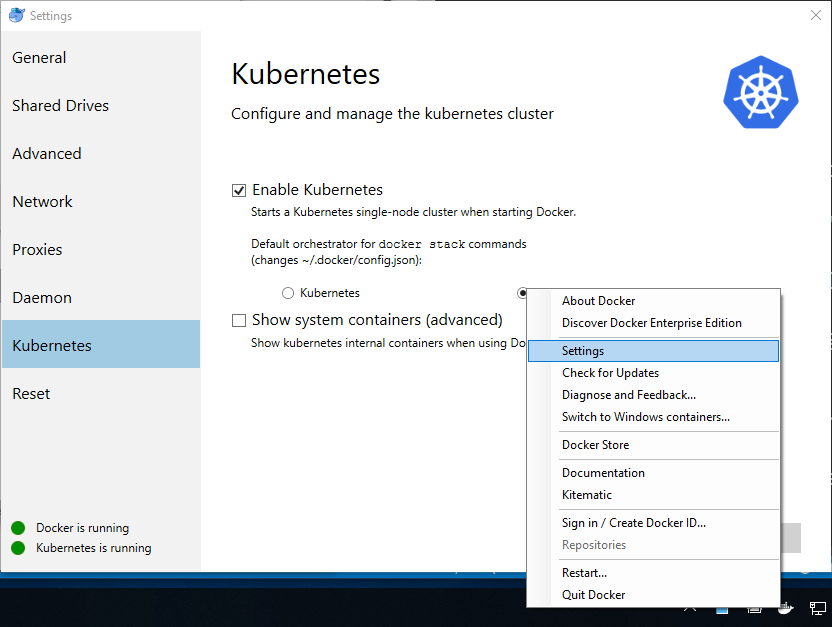 Settings
General
Shared Drives
Advanced
Network
Proxies
Daemon
Kubernetes
Reset
Docker is running
Kubernetes is running
Kubernetes
Configure and manage the kubernetes cluster
Enable Kubernetes
Starts a Kubernetes single-node cluster when starting Docker.
Default orchestrator for docker stack commands
(changes ~/.docker/config.json):
Kubernetes
Show system containers (advanced)
Show kubernetes internal containers when using Do
About Docker
Discover Docker Enterprise Edition
Settings
Check for Updates
Diagnose and Feedback...
Switch to Windows containers...
Docker Store
Documentation
Kitematic
Sign in / Create Docker ID...
Repositories
Restart...
Quit Docker